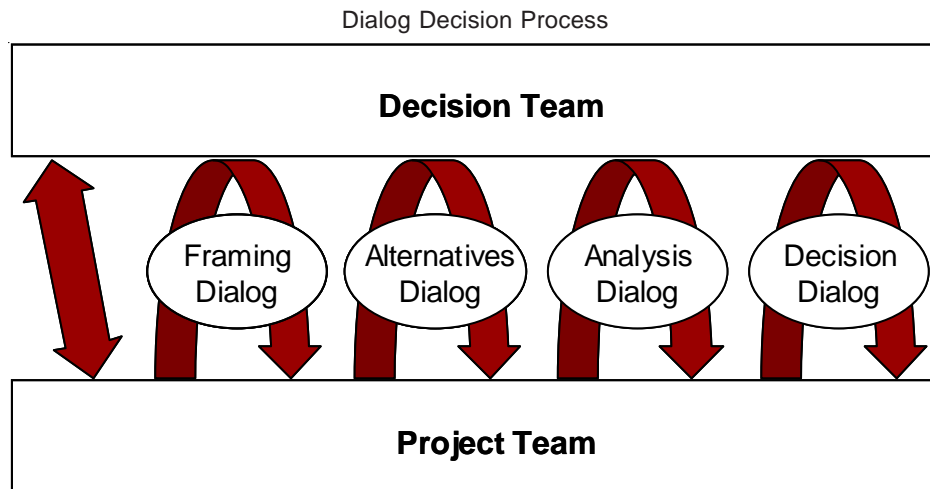 Dialog Decision Process
Decision Team
Framing
Dialog
Alternatives
Dialog
Analysis
Dialog
Decision
Dialog
Project Team